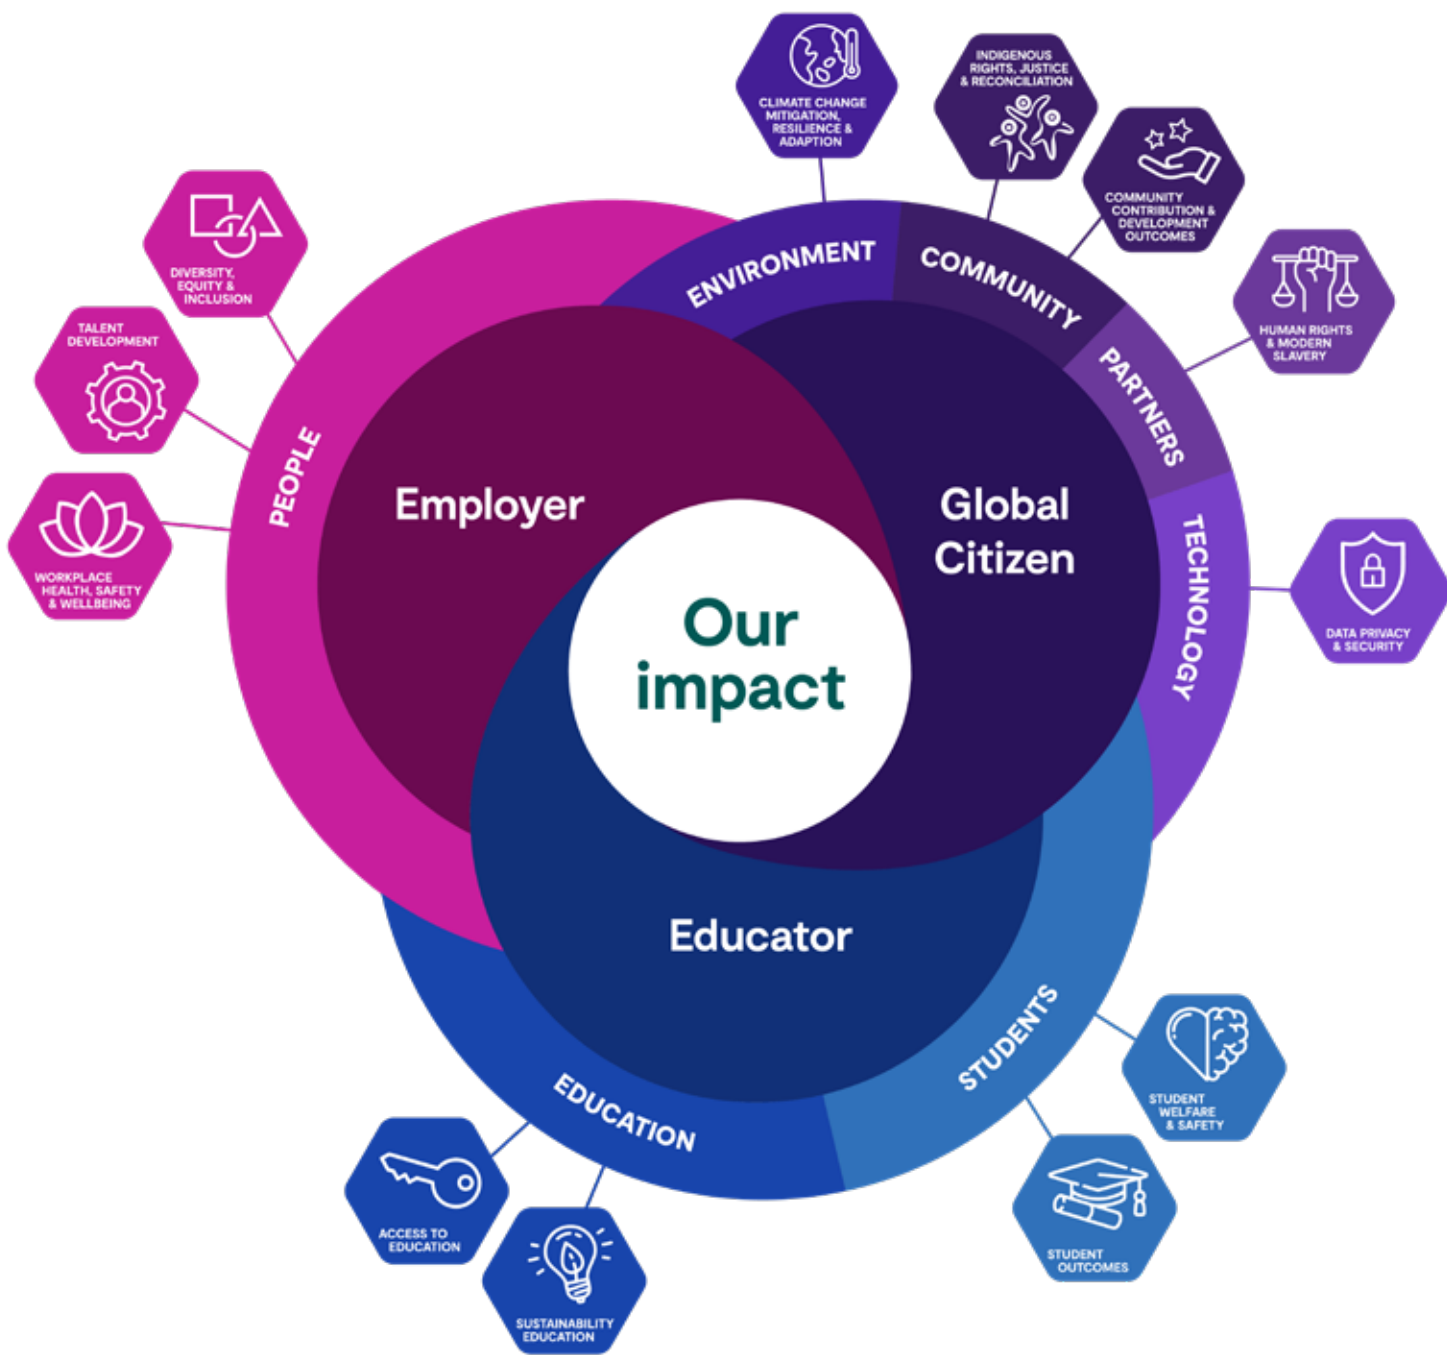 CLIMATE CHANGE
MITIGATION,
RESILIENCE &
ADAPTION
INDIGENOUS
RIGHTS, JUSTICE
& RECONCILIATION
COMMUNITY
CONTRIBUTION &
DEVELOPMENT
OUTCOMES
HUMAN RIGHTS
& MODERN
SLAVERY
DATA PRIVACY
& SECURITY
DIVERSITY,
EQUITY &
INCLUSION
TALENT
DEVELOPMENT
WORKPLACE
HEALTH, SAFETY
& WELLBEING
PEOPLE
ENVIRONMENT
COMMUNITY
PARTNERS
TECHNOLOGY
Employer
Global
Citizen
Our
impact
Educator
STUDENTS
EDUCATION
STUDENT
WELFARE
& SAFETY
STUDENT
OUTCOMES
ACCESS TO
EDUCATION
SUSTAINABILITY
EDUCATION